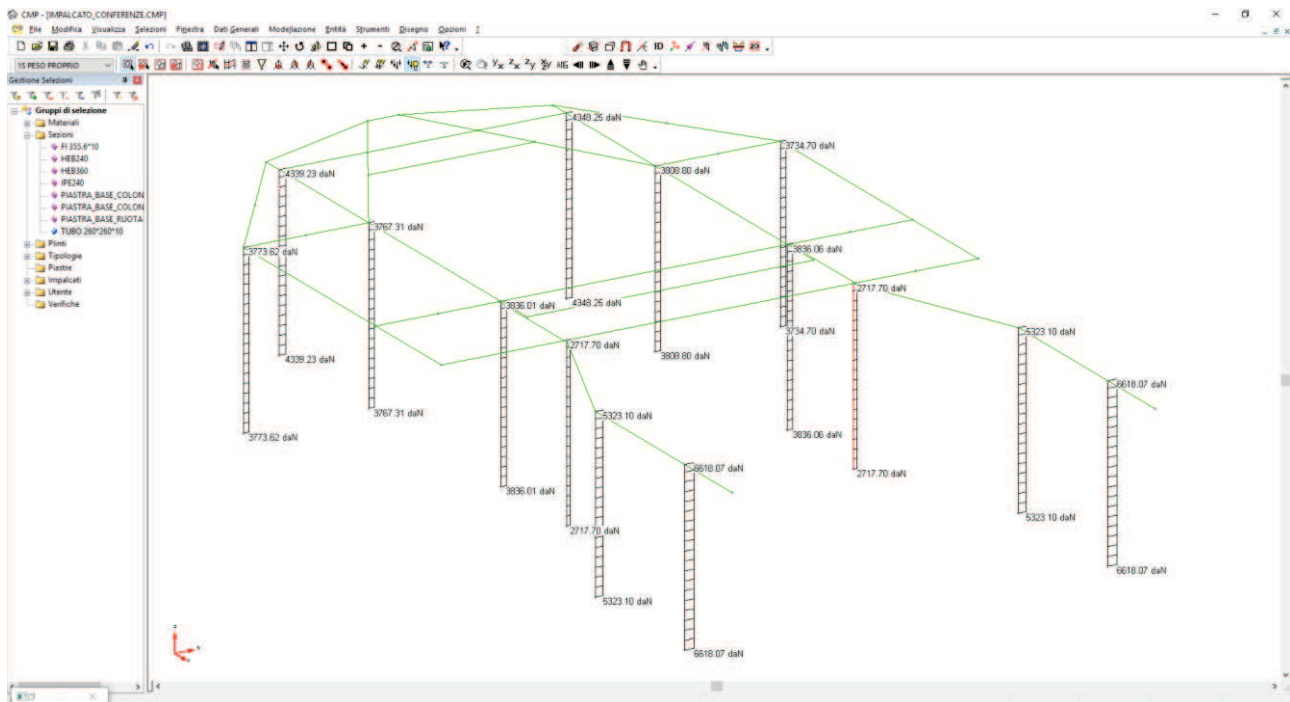 CMP - [IMPALCATO_CONFERENZE.CMP]
File Modifica Visualizza Selezioni Finestra Dati Generali Modellazione Entità Strumenti Disegno Opzioni ?
ID
1S PESO PROPRIO
Gestione Selezioni
Gruppi di selezione
Materiali
Sezioni
FI 355.6*10
HEB240
HEB360
IPE240
PIASTRA_BASE_COLON
PIASTRA_BASE_COLON
PIASTRA_BASE_RUOTA
TUBO 260*260*10
Plinti
Tipologie
Piastre
Impalcati
Utente
Verifiche
4348.25 daN
3734.70 daN
4339.23 daN
3808.80 daN
3767.31 daN
3773.62 daN
3836.06 daN
2717.70 daN
4348.25 daN
3836.01 daN
3734.70 daN
5323.10 daN
2717.70 daN
3808.80 daN
4339.23 daN
6618.07 daN
3767.31 daN
5323.10 daN
3836.06 daN
3773.62 daN
6618.07 daN
2717.70 daN
3836.01 daN
5323.10 daN
2717.70 daN
6618.07 daN
5323.10 daN
6618.07 daN